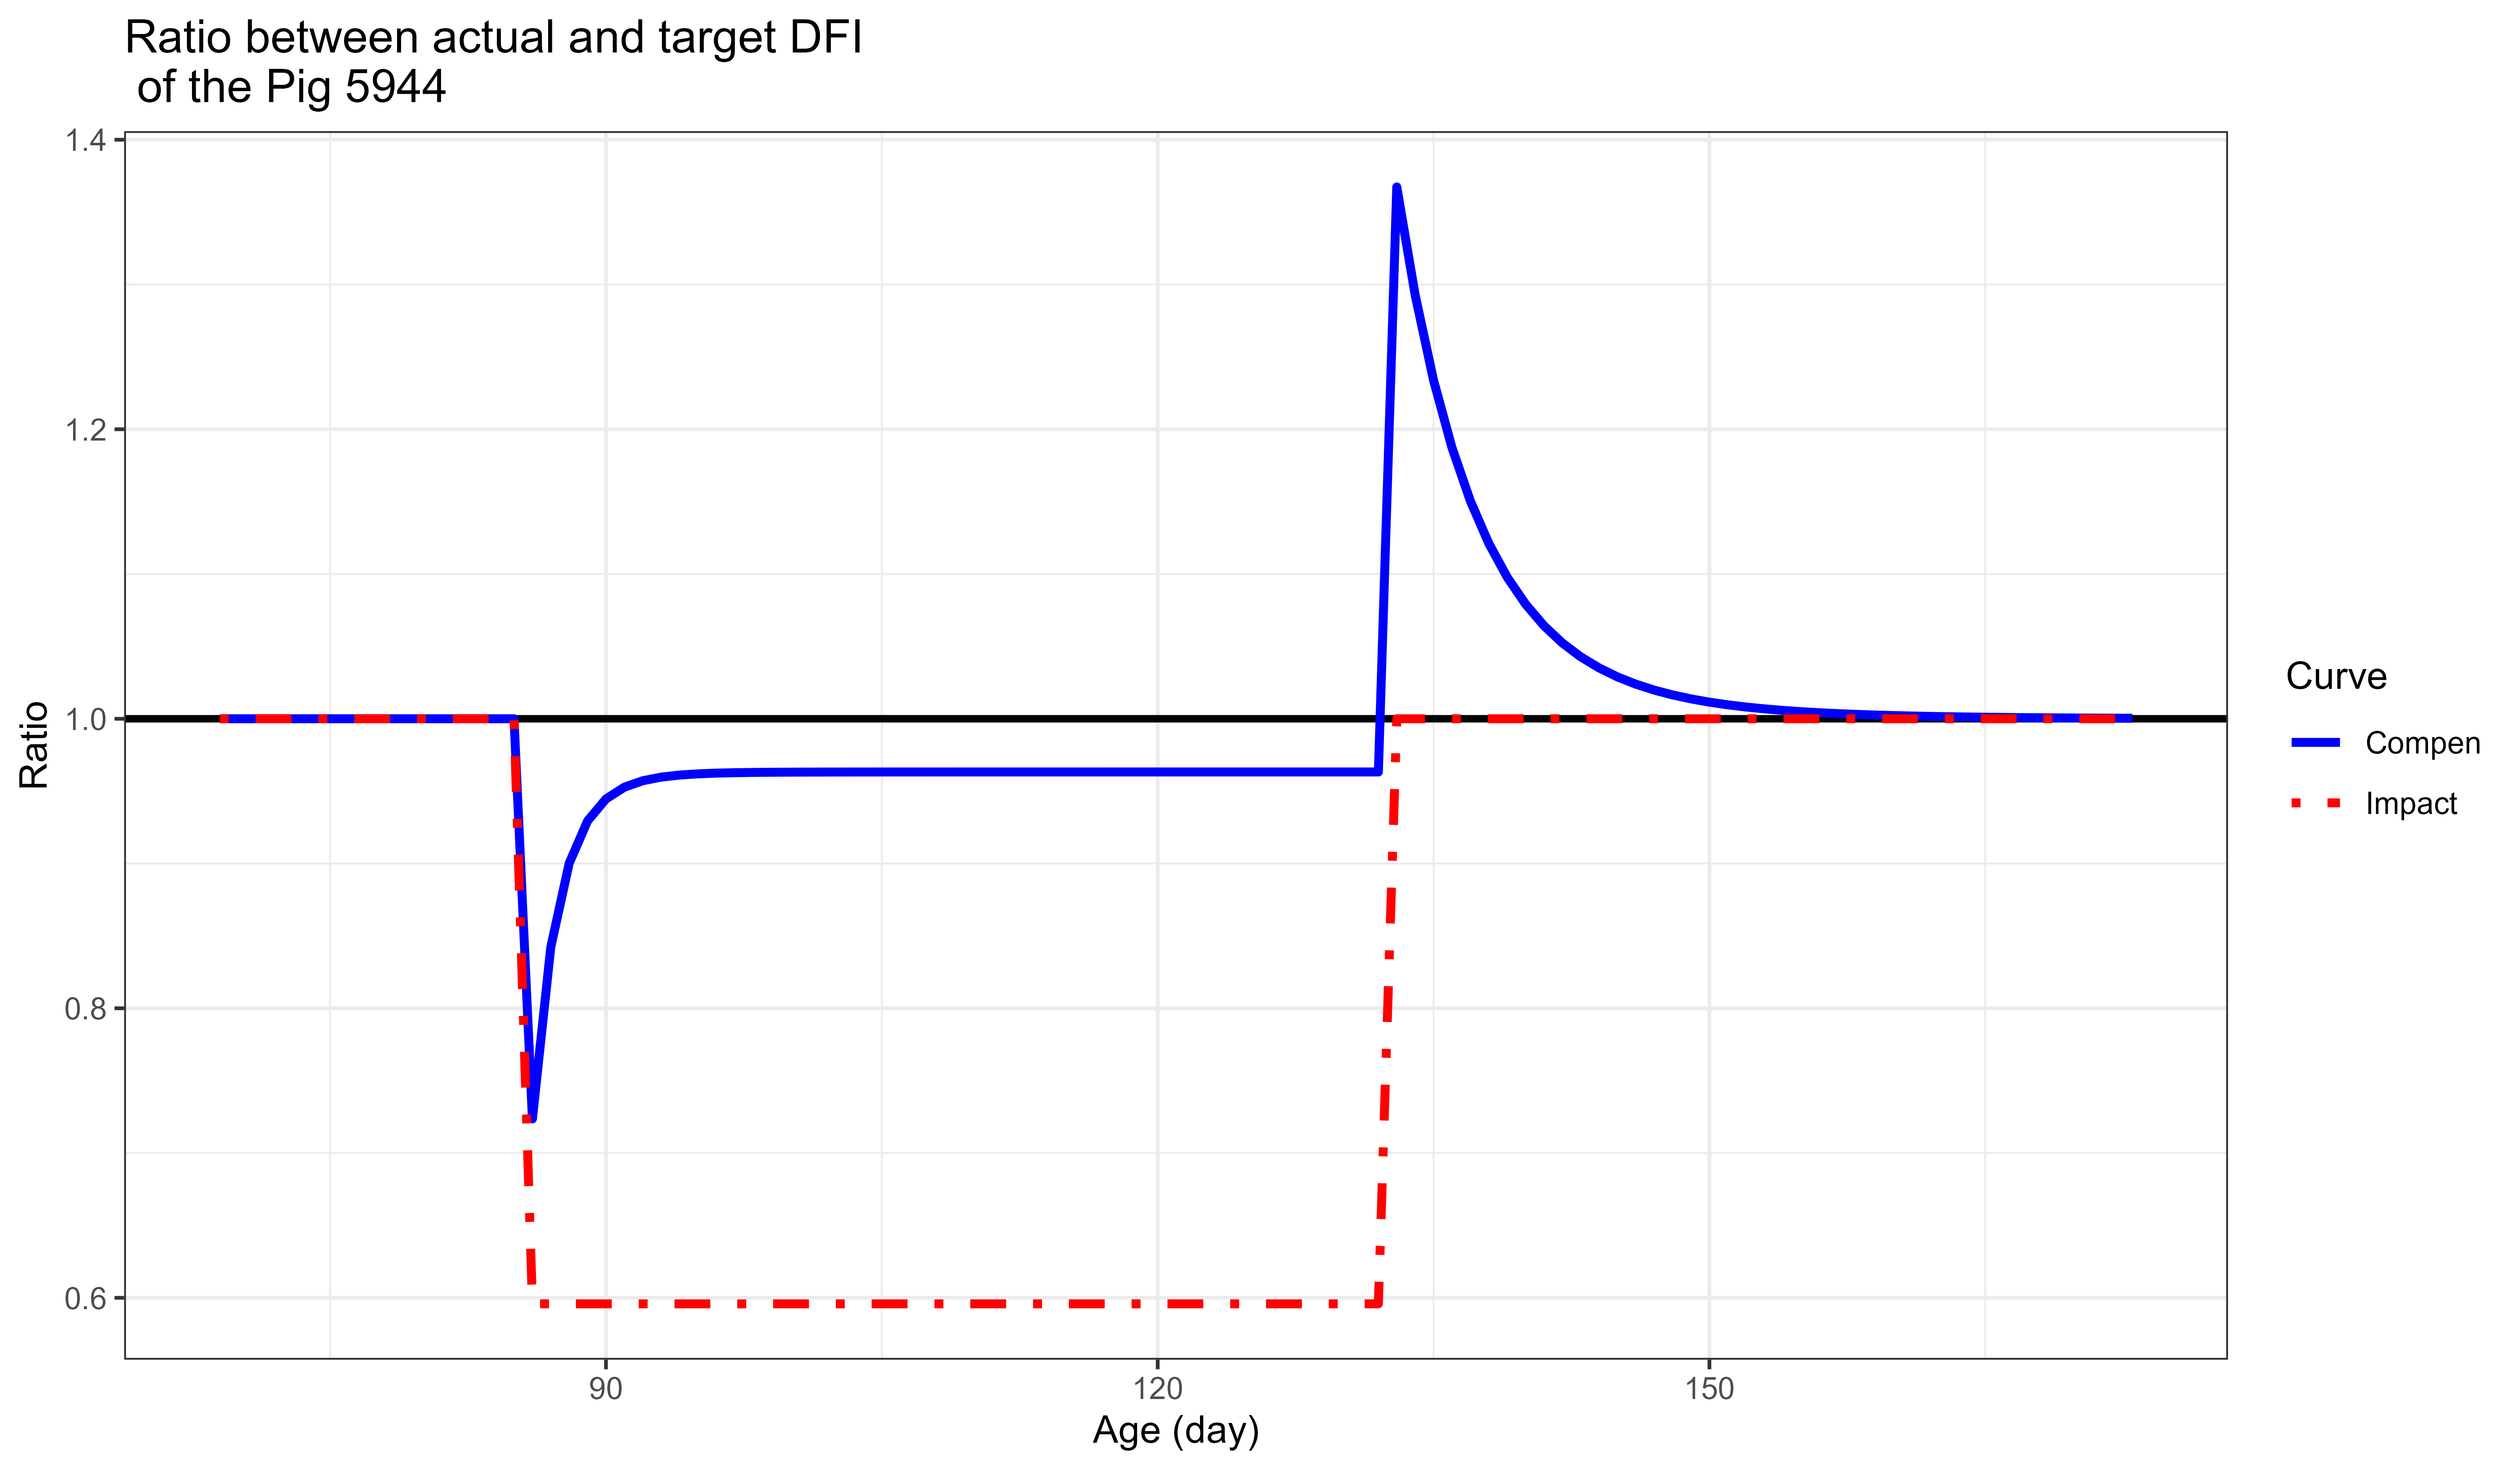 Ratio between actual and target DFI
of the Pig 5944
1.4
1.2
1.0
0.8
0.6
Ratio
90
120
150
Age (day)
Curve
Compen
Impact